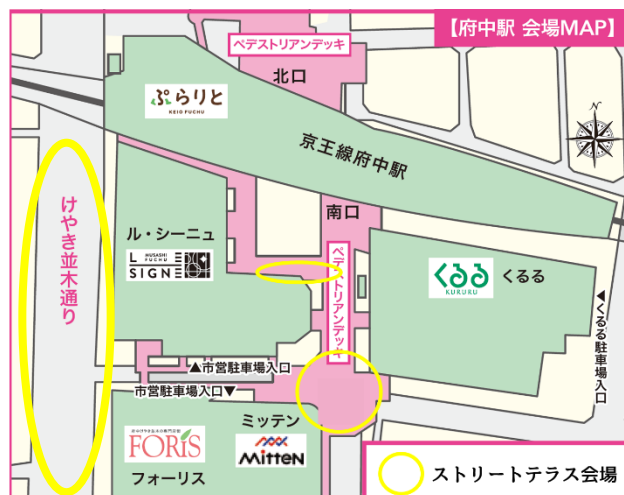 【府中駅 会場MAP】
ペデストリアンデッキ
北口
ぷらりと
KEIO FUCHU
N
京王線府中駅
けやき並木通り
南口
ル・シーニュ
MUSASHI
FUCHU
LE
SIGNE
ペデストリアンデッキ
くるる
KURURU
くるる
▲くるる駐車場入口
▲市営駐車場入口
市営駐車場入口▼
FORIS
フォーリス
ミッテン
MITTEN
ストリートテラス会場